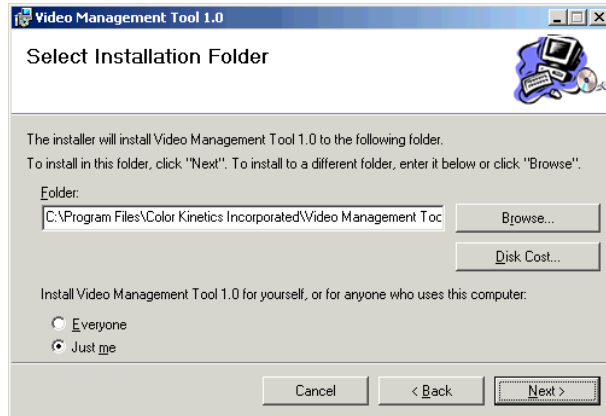 Video Management Tool 1.0
Select Installation Folder
The installer will install Video Management Tool 1.0 to the following folder.
To install in this folder, click "Next". To install to a different folder, enter it below or click "Browse".
Folder:
C:\Program Files\Color Kinetics Incorporated\Video Management Too
Browse...
Disk Cost...
Install Video Management Tool 1.0 for yourself, or for anyone who uses this computer:
Everyone
Just me
Cancel
< Back
Next >